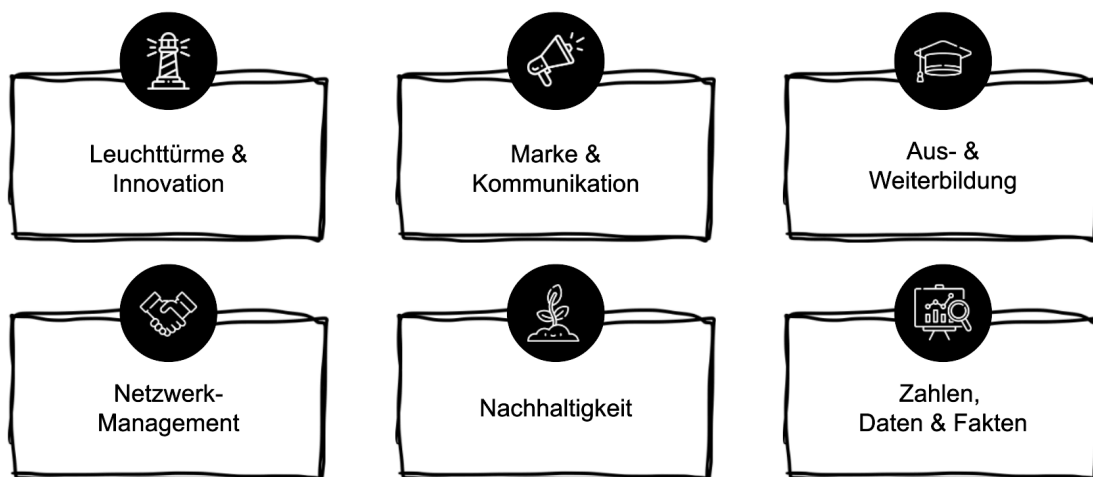 Leuchttürme &
Innovation
Marke &
Kommunikation
Aus- &
Weiterbildung
Netzwerk-
Management
Nachhaltigkeit
Zahlen,
Daten & Fakten